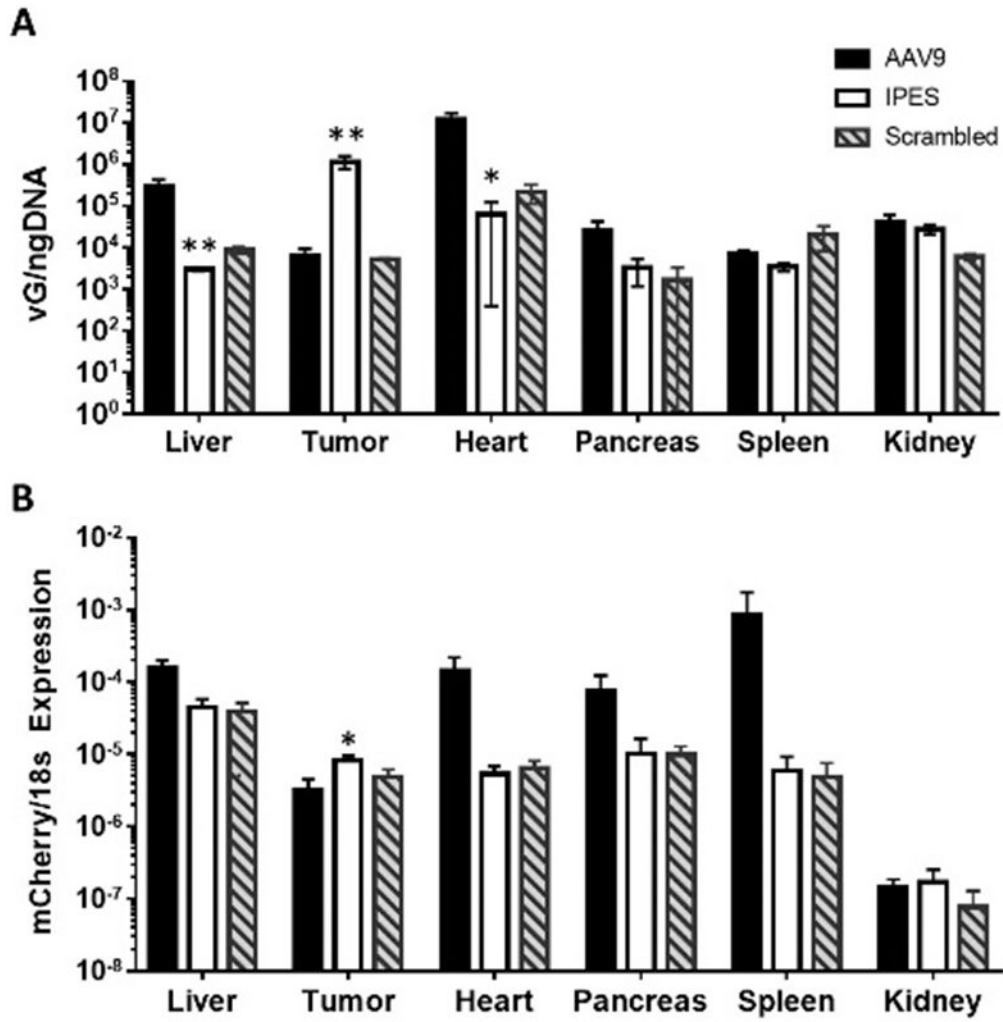 A
AAV9
IPES
Scrambled
vG/ngDNA
10⁸
10⁷
10⁶
10⁵
10⁴
10³
10²
10¹
10⁰
**
**
*
Liver Tumor Heart Pancreas Spleen Kidney
B
mCherry/18s Expression
10⁻²
10⁻³
10⁻⁴
10⁻⁵
10⁻⁶
10⁻⁷
10⁻⁸
*
Liver Tumor Heart Pancreas Spleen Kidney